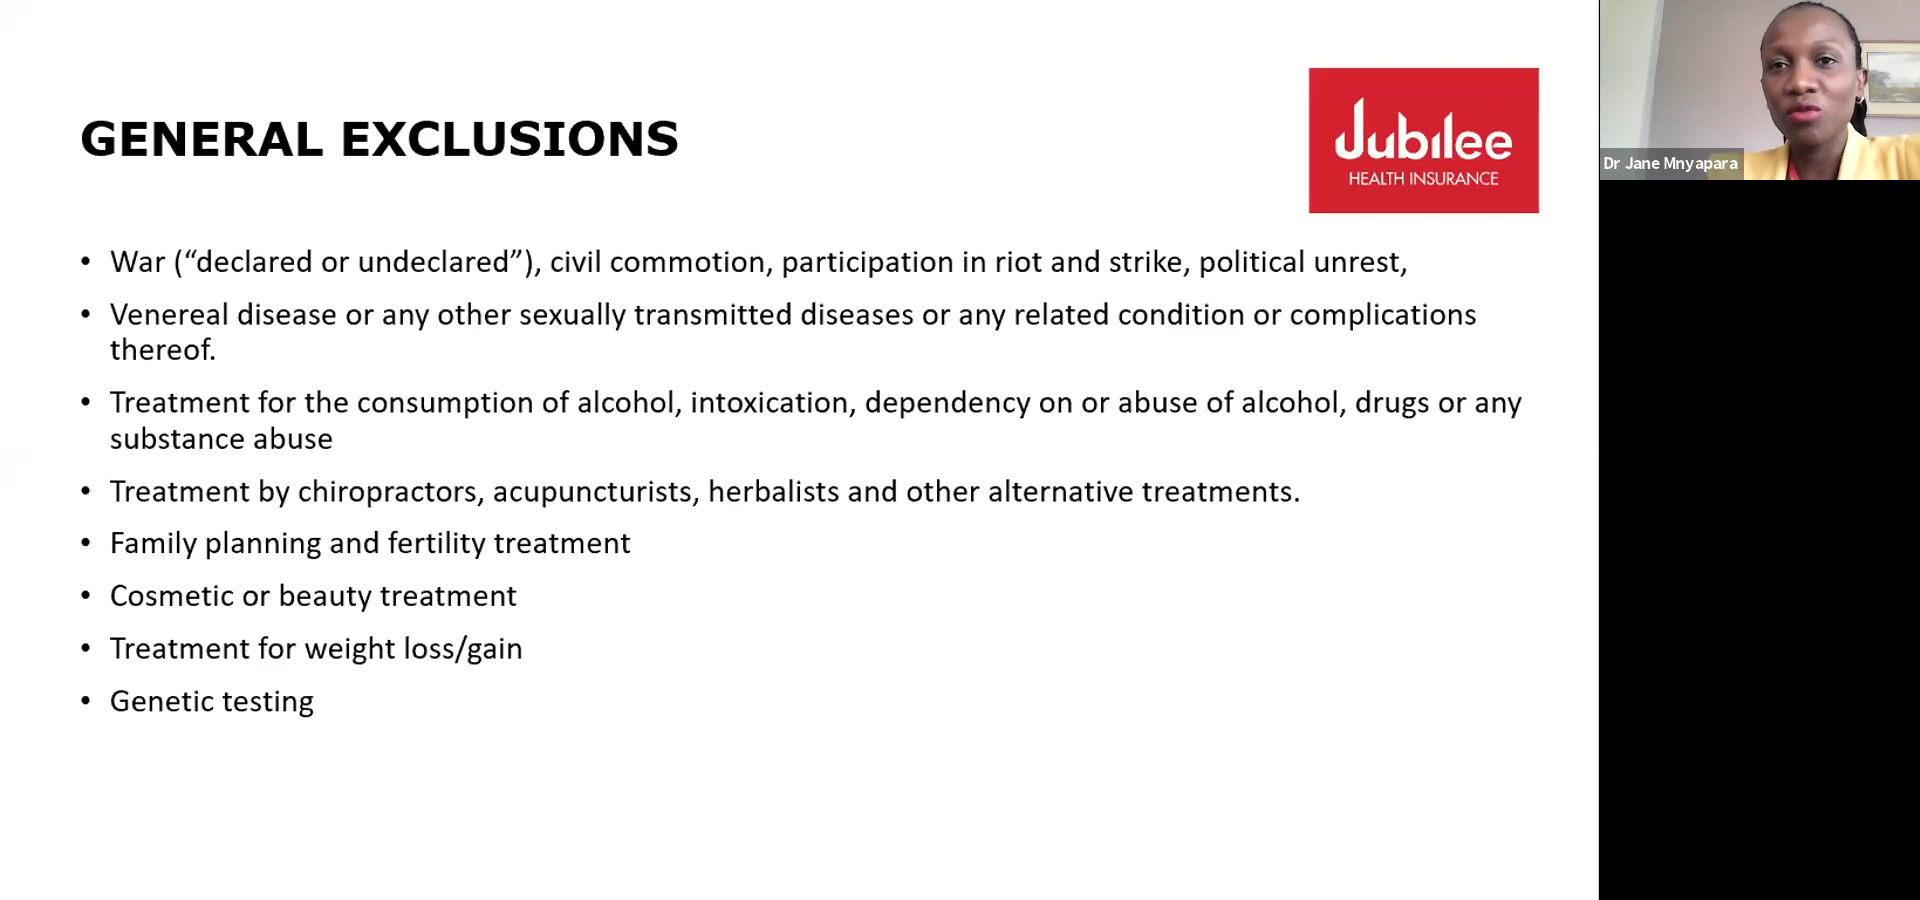 GENERAL EXCLUSIONS
Jubilee
HEALTH INSURANCE
Dr Jane Mnyapara
• War (“declared or undeclared”), civil commotion, participation in riot and strike, political unrest,
• Venereal disease or any other sexually transmitted diseases or any related condition or complications
thereof.
• Treatment for the consumption of alcohol, intoxication, dependency on or abuse of alcohol, drugs or any
substance abuse
• Treatment by chiropractors, acupuncturists, herbalists and other alternative treatments.
• Family planning and fertility treatment
• Cosmetic or beauty treatment
• Treatment for weight loss/gain
• Genetic testing